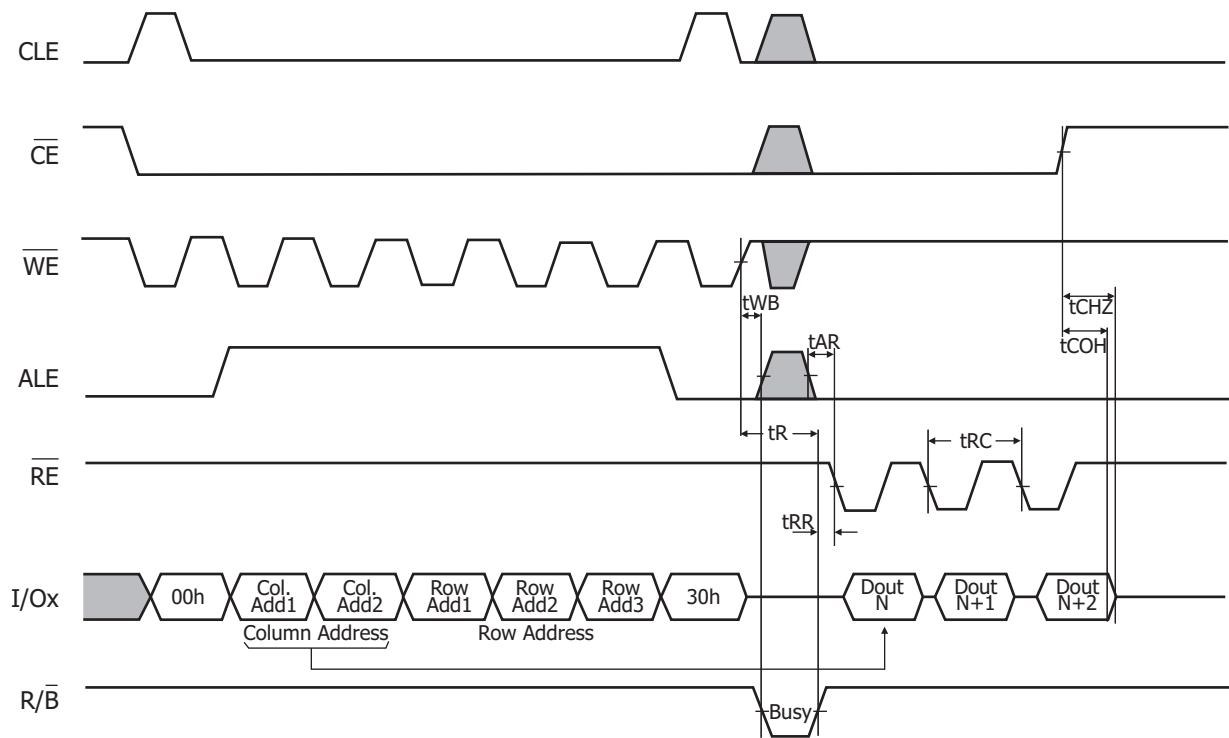 CLE
CE
WE
tWB
tCHZ
tAR
tCOH
ALE
tR
tRC
RE
tRR
I/Ox
00h
Col.
Add1
Col.
Add2
Row
Add1
Row
Add2
Row
Add3
30h
Dout
N
Dout
N+1
Dout
N+2
Column Address
Row Address
R/B
Busy